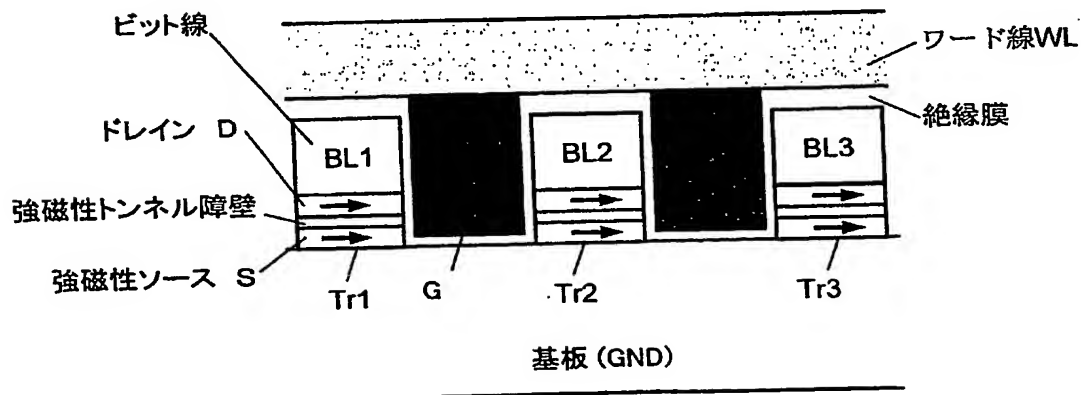 ビット線
ワード線WL
ドレイン D
絶縁膜
BL1
BL2
BL3
強磁性トンネル障壁
強磁性ソース S
Tr1
G
Tr2
Tr3
基板(GND)